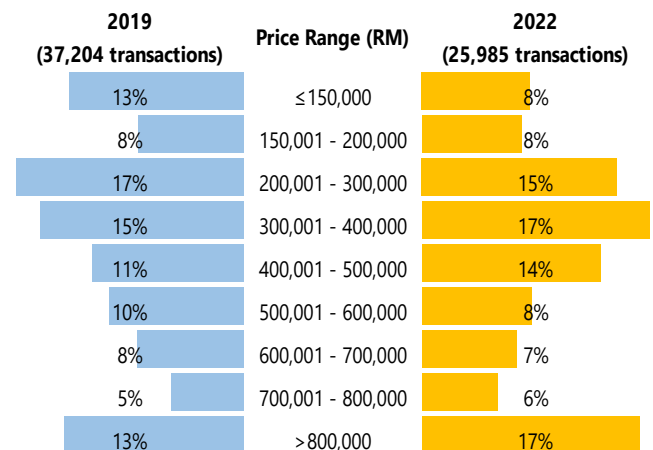 2019 2022
(37,204 transactions) Price Range (RM) (25,985 transactions)
13% ≤150,000 8%
8% 150,001 - 200,000 8%
17% 200,001 - 300,000 15%
15% 300,001 - 400,000 17%
11% 400,001 - 500,000 14%
10% 500,001 - 600,000 8%
8% 600,001 - 700,000 7%
5% 700,001 - 800,000 6%
13% >800,000 17%